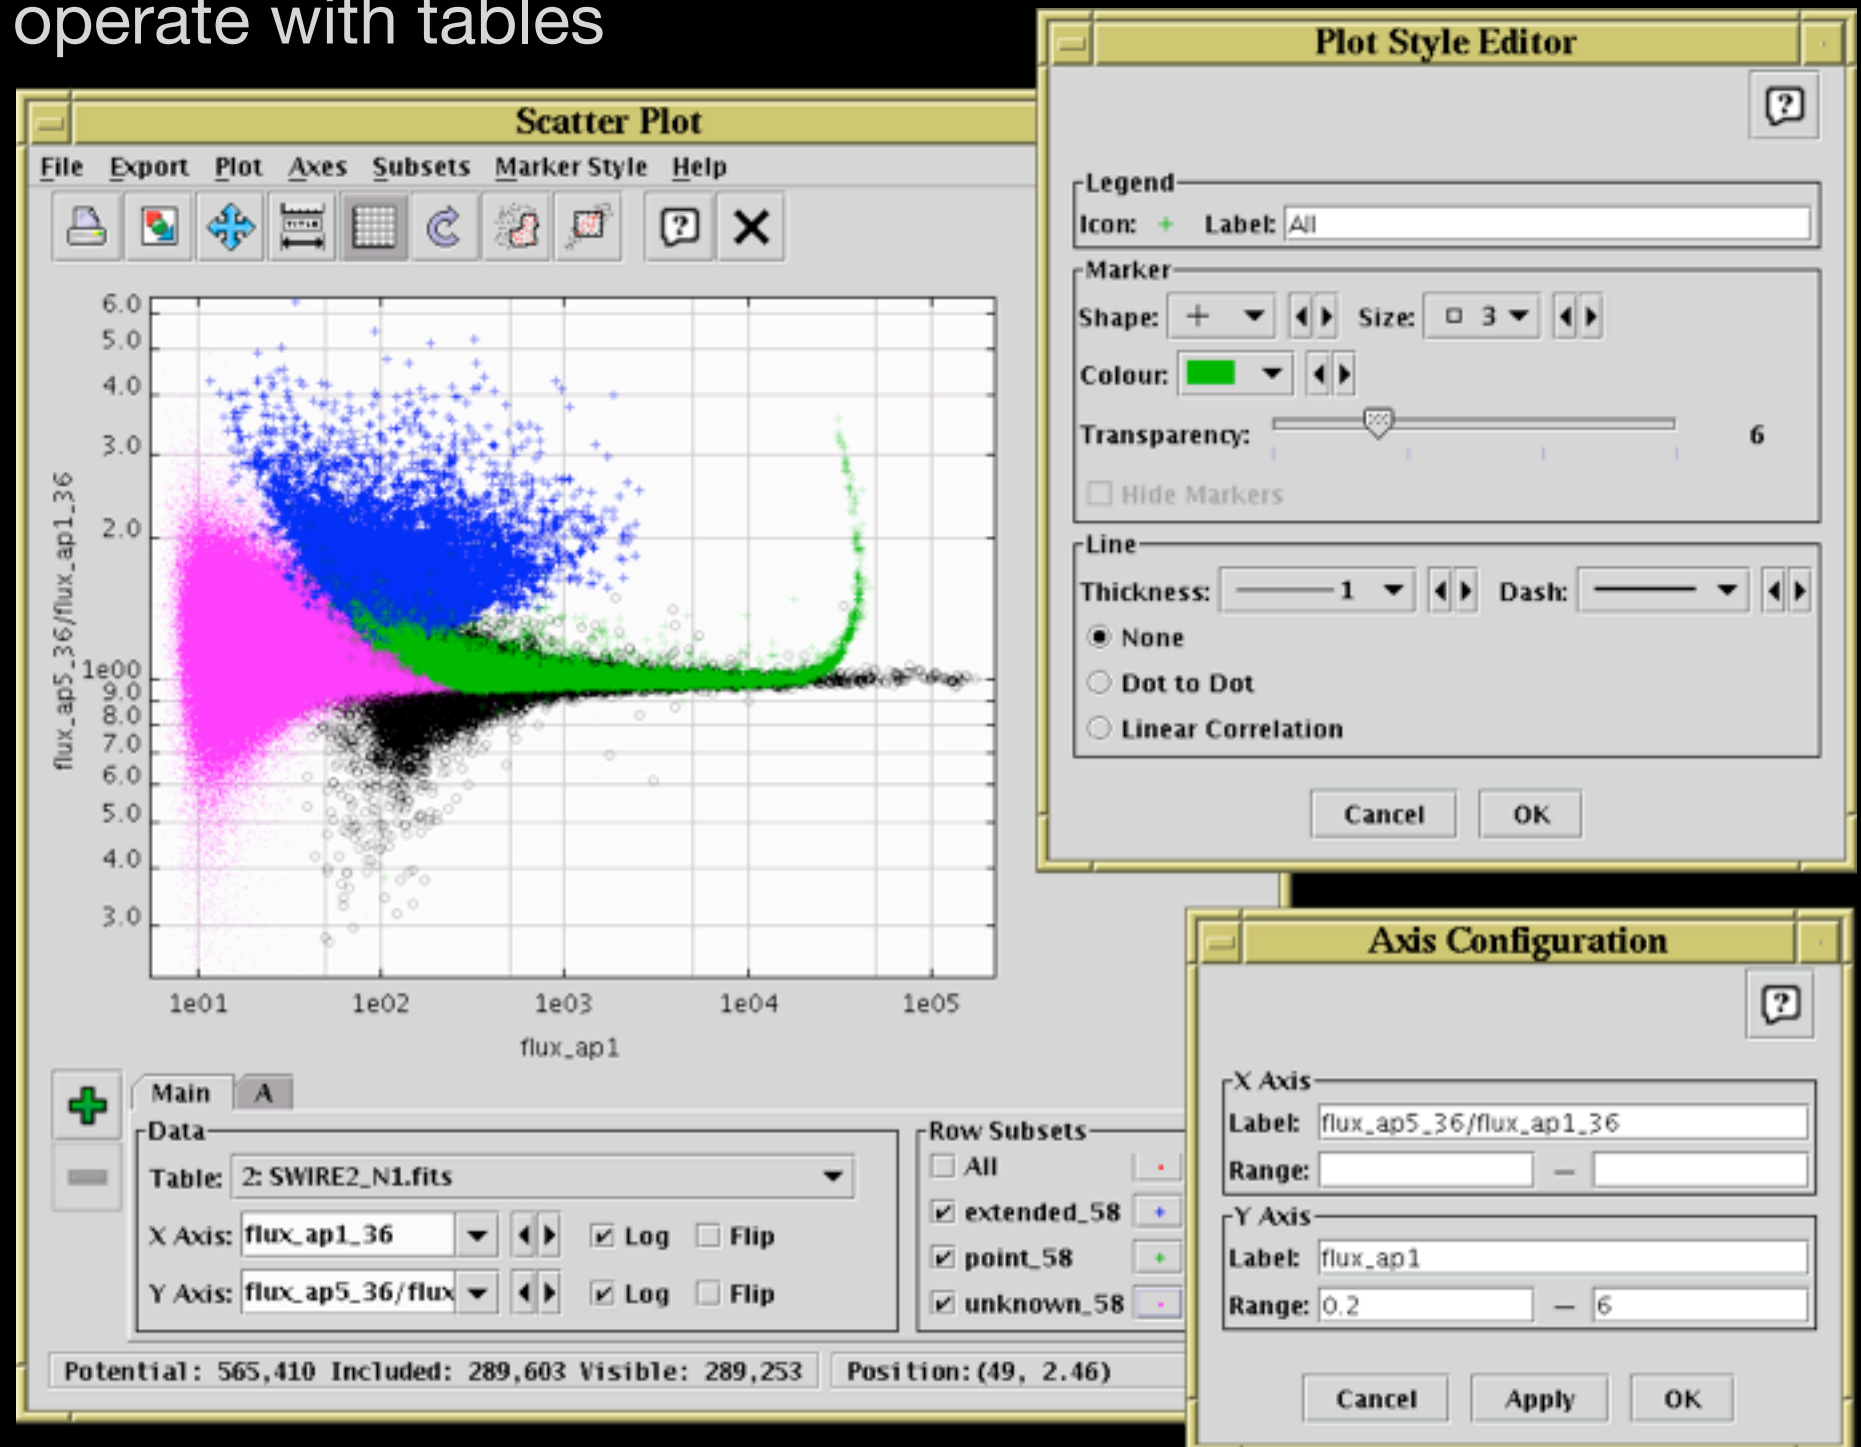 operate with tables
Scatter Plot
File Export Plot Axes Subsets Marker Style Help
TITLE
6.0
5.0
4.0
3.0
2.0
1e00
9.0
8.0
7.0
6.0
5.0
4.0
3.0
flux_ap5_36/flux_ap1_36
1e01 1e02 1e03 1e04 1e05
flux_ap1
Main A
Data
Table: 2: SWIRE2_N1.fits
X Axis: flux_ap1_36 Log Flip
Y Axis: flux_ap5_36/flux Log Flip
Row Subsets
All
extended_58
point_58
unknown_58
Potential: 565,410 Included: 289,603 Visible: 289,253 Position:(49, 2.46)
Plot Style Editor
?
Legend
Icon: + Label: All
Marker
Shape: + Size: 3
Colour:
Transparency: 6
Hide Markers
Line
Thickness: 1 Dash:
None
Dot to Dot
Linear Correlation
Cancel OK
Axis Configuration
?
X Axis
Label: flux_ap5_36/flux_ap1_36
Range: –
Y Axis
Label: flux_ap1
Range: 0.2 – 6
Cancel Apply OK